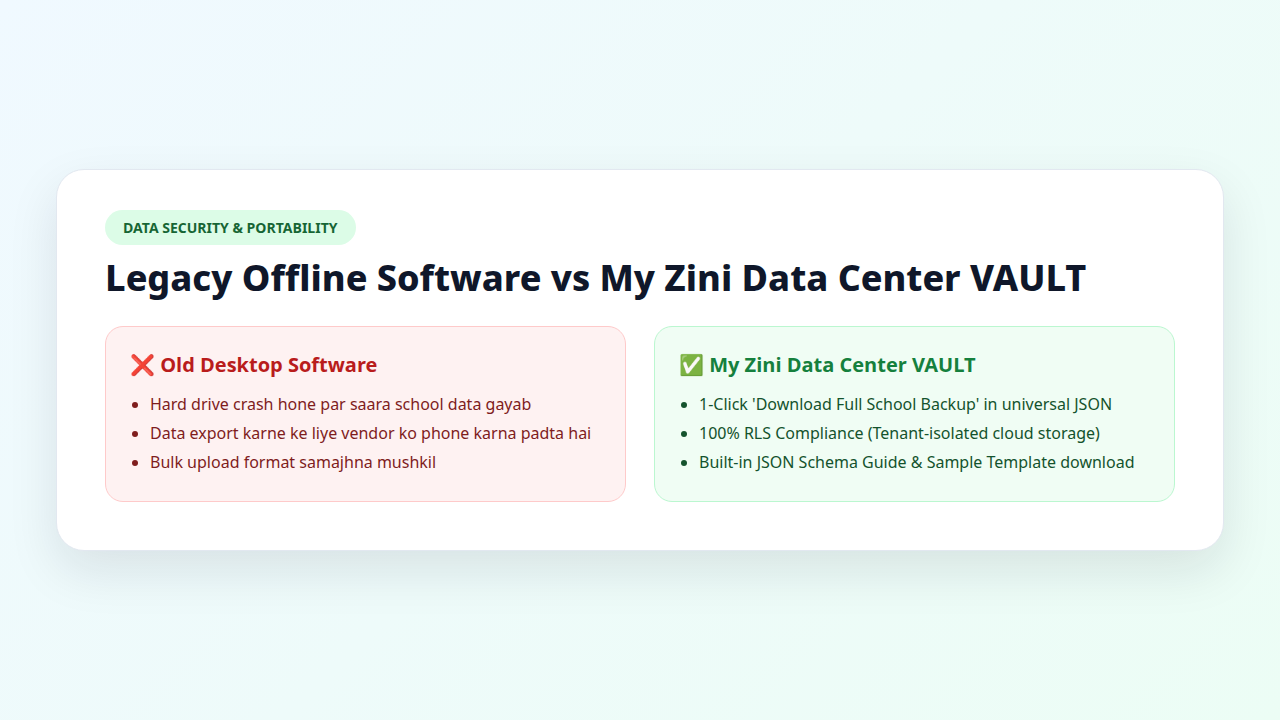 DATA SECURITY & PORTABILITY
Legacy Offline Software vs My Zini Data Center VAULT
❌ Old Desktop Software
• Hard drive crash hone par saara school data gayab
• Data export karne ke liye vendor ko phone karna padta hai
• Bulk upload format samajhna mushkil
✅ My Zini Data Center VAULT
• 1-Click 'Download Full School Backup' in universal JSON
• 100% RLS Compliance (Tenant-isolated cloud storage)
• Built-in JSON Schema Guide & Sample Template download